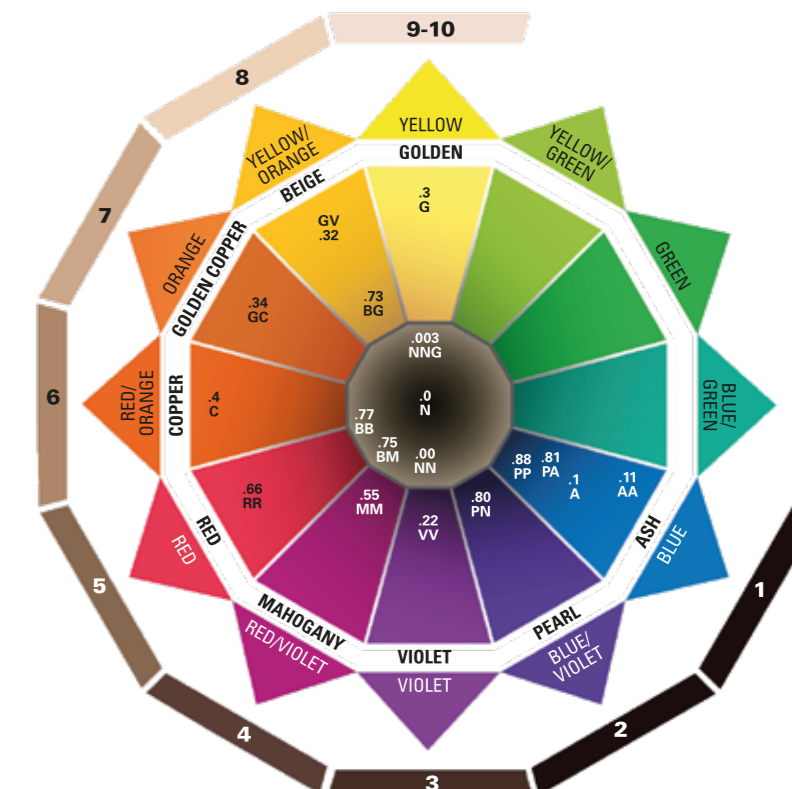 9-10
8
7
6
5
4
3
2
1
YELLOW
YELLOW/
GREEN
GREEN
BLUE/
GREEN
BLUE
BLUE/
VIOLET
VIOLET
RED/VIOLET
RED
RED/
ORANGE
ORANGE
YELLOW/
ORANGE
GOLDEN
ASH
PEARL
VIOLET
MAHOGANY
RED
COPPER
GOLDEN COPPER
BEIGE
.3
G
GV
.32
.73
BG
.34
GC
.4
C
.66
RR
.55
MM
.22
VV
.80
PN
.88
PP
.81
PA
.1
A
.11
AA
.003
NNG
.0
N
.77
BB
.75
BM
.00
NN